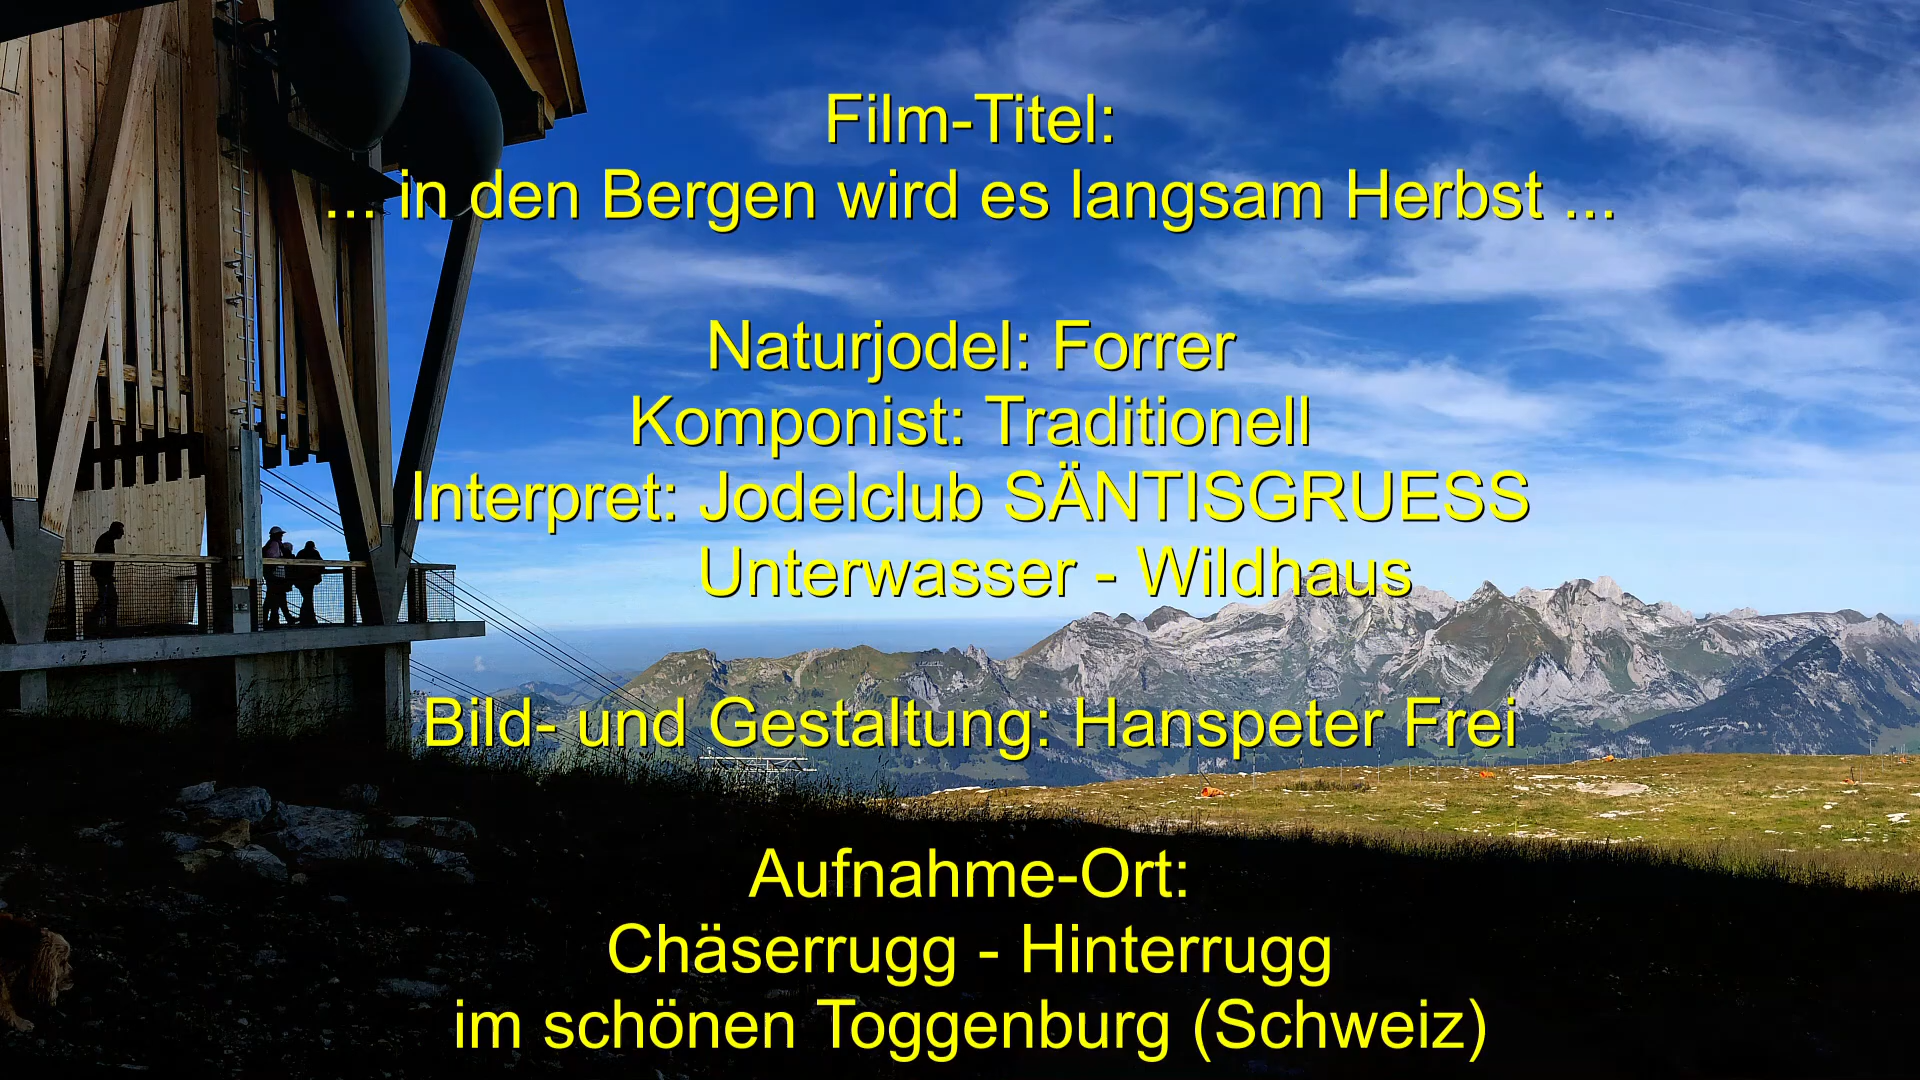 Film-Titel:
... in den Bergen wird es langsam Herbst ...
Naturjodel: Forrer
Komponist: Traditionell
Interpret: Jodelclub SÄNTISGRUESS
Unterwasser - Wildhaus
Bild- und Gestaltung: Hanspeter Frei
Aufnahme-Ort:
Chäserrugg - Hinterrugg
im schönen Toggenburg (Schweiz)